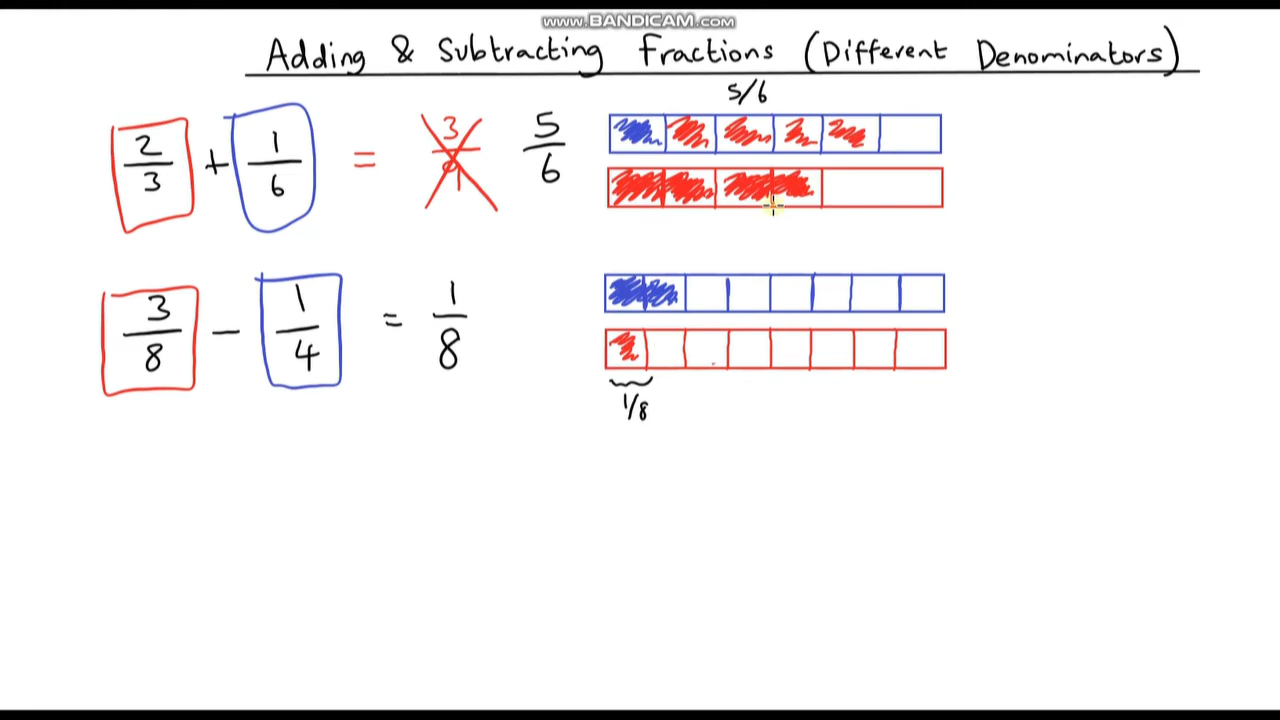 www.BANDICAM.com
Adding & Subtracting Fractions (Different Denominators)
5/6
2/3 + 1/6 = 3/9 5/6
3/8 - 1/4 = 1/8
1/8